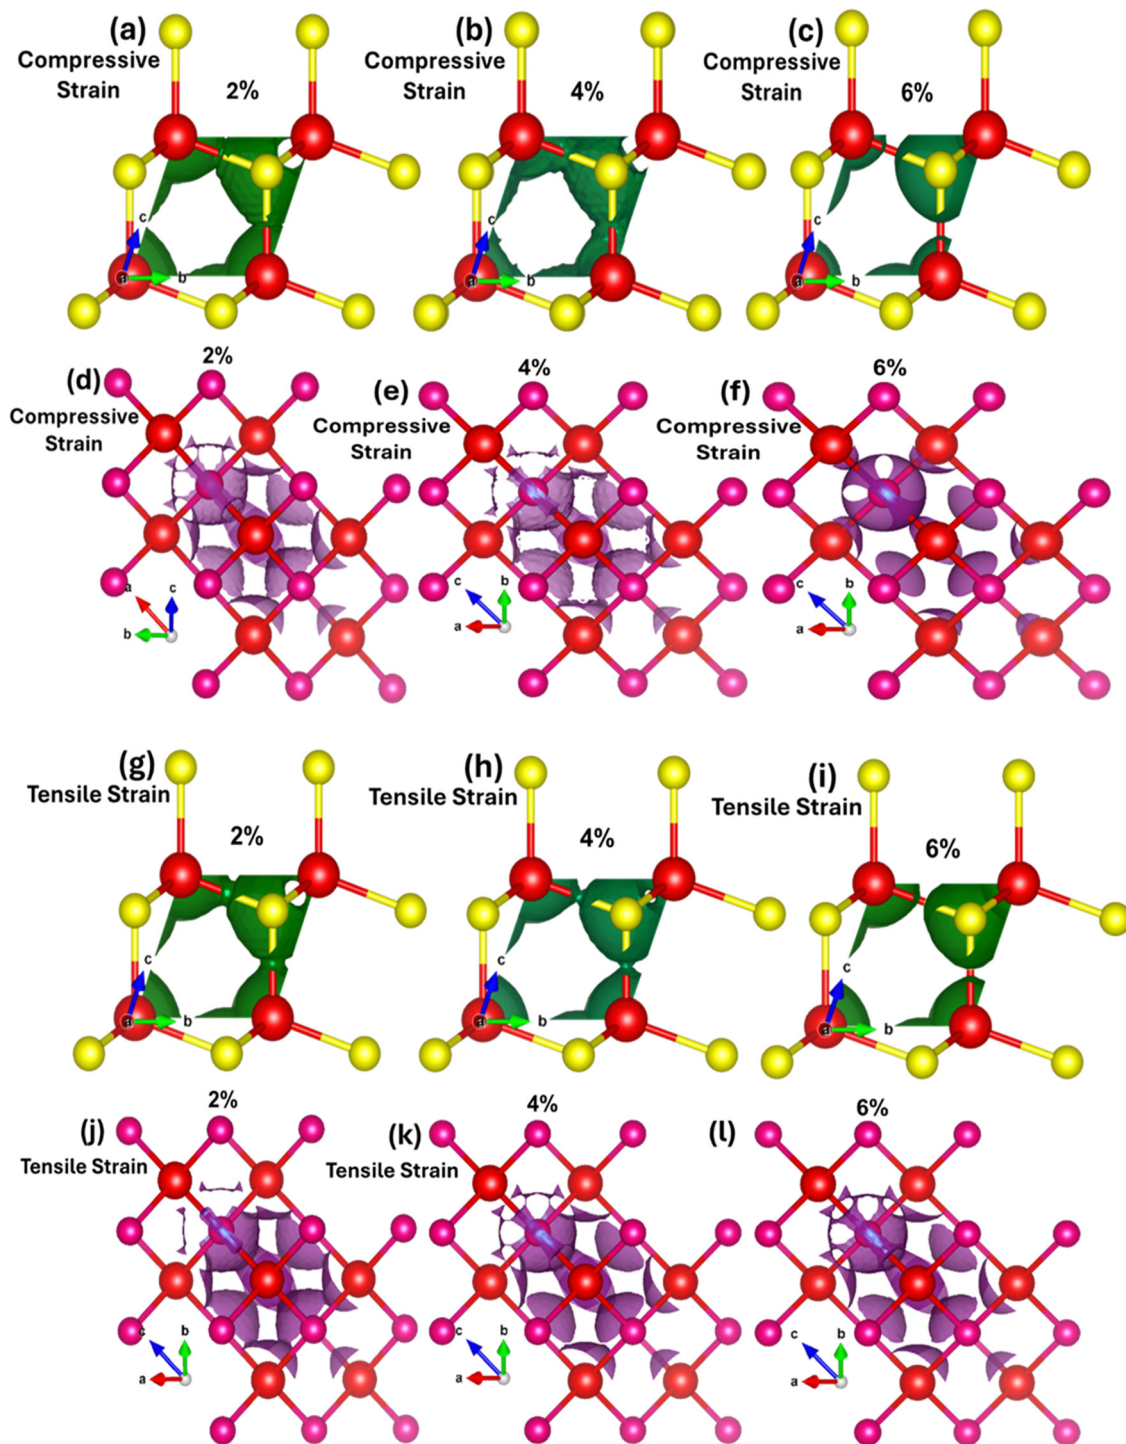 (a)
Compressive
Strain
2%
c
a
b
(b)
Compressive
Strain
4%
c
a
b
(c)
Compressive
Strain
6%
c
a
b
(d)
Compressive
Strain
2%
a
c
b
(e)
Compressive
Strain
4%
c
b
a
(f)
Compressive
Strain
6%
c
b
a
(g)
Tensile Strain
2%
c
a
b
(h)
Tensile Strain
4%
c
a
b
(i)
Tensile Strain
6%
c
a
b
(j)
Tensile Strain
2%
c
b
a
(k)
Tensile Strain
4%
c
b
a
(l)
6%
c
b
a